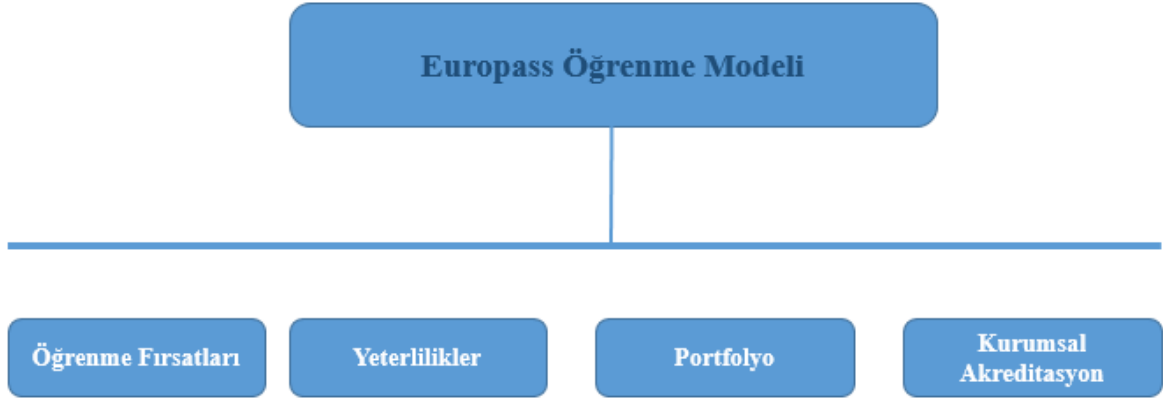 Europass Öğrenme Modeli
Öğrenme Fırsatları
Yeterlilikler
Portfolyo
Kurumsal
Akreditasyon